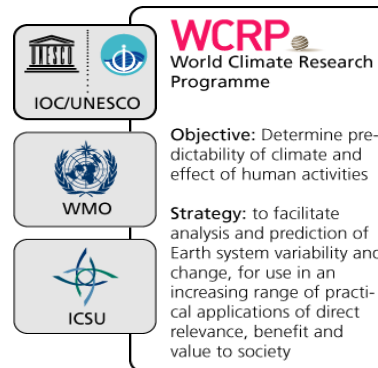 UNESCO
IOC/UNESCO
WMO
ICSU
WCRP
World Climate Research
Programme
Objective: Determine pre-
dictability of climate and
effect of human activities
Strategy: to facilitate
analysis and prediction of
Earth system variability and
change, for use in an
increasing range of practi-
cal applications of direct
relevance, benefit and
value to society